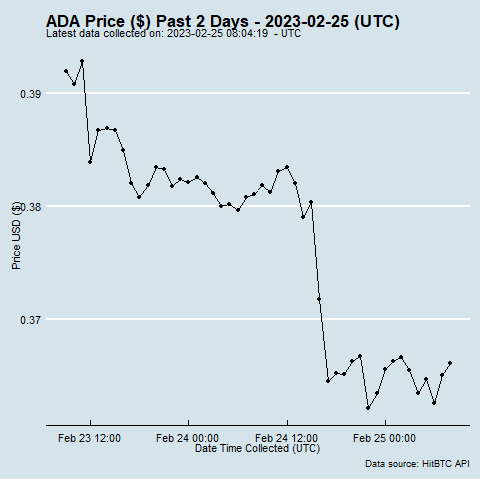 ADA Price ($) Past 2 Days - 2023-02-25 (UTC)
Latest data collected on: 2023-02-25 08:04:19 - UTC
0.39
0.38
0.37
Price USD ($)
Feb 23 12:00
Feb 24 00:00
Feb 24 12:00
Feb 25 00:00
Date Time Collected (UTC)
Data source: HitBTC API